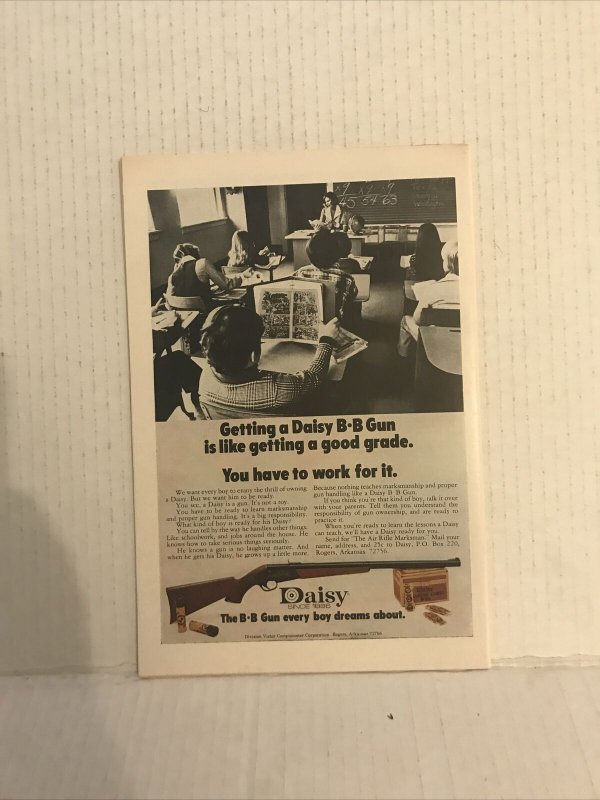 x9 x9 x9
45 54 63
Getting a Daisy B·B Gun
is like getting a good grade.
You have to work for it.
We want every boy to enjoy the thrill of owning
a Daisy. But we want him to be ready.
You see, a Daisy is a gun. It's not a toy.
You have to be ready to learn marksmanship
and proper gun handling. It's a big responsibility.
What kind of boy is ready for his Daisy?
You can tell by the way he handles other things.
Like schoolwork, and jobs around the house. He
knows how to take serious things seriously.
He knows a gun is no laughing matter. And
when he gets his Daisy, he grows up a little more.
Because nothing teaches marksmanship and proper
gun handling like a Daisy B·B Gun.
If you think you're that kind of boy, talk it over
with your parents. Tell them you understand the
responsibility of gun ownership, and are ready to
practice it.
When you're ready to learn the lessons a Daisy
can teach, we'll have a Daisy ready for you.
Send for "The Air Rifle Marksman." Mail your
name, address, and 25c to Daisy, P.O. Box 220,
Rogers, Arkansas 72756.
Daisy
SINCE 1886
The B·B Gun every boy dreams about.
Division Victor Comptometer Corporation, Rogers, Arkansas 72756